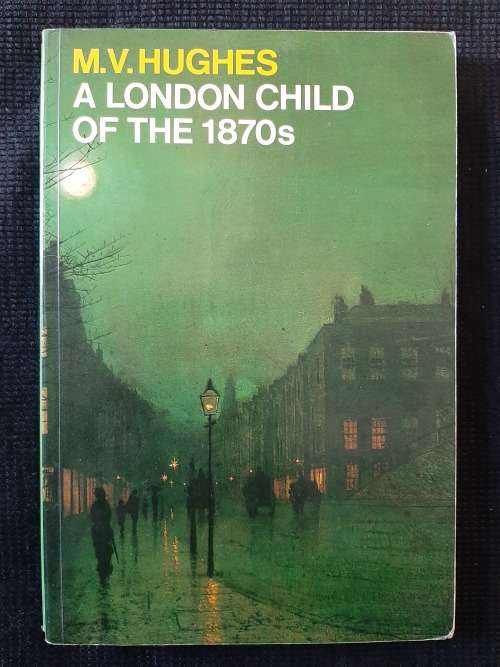 M.V. HUGHES
A LONDON CHILD
OF THE 1870s